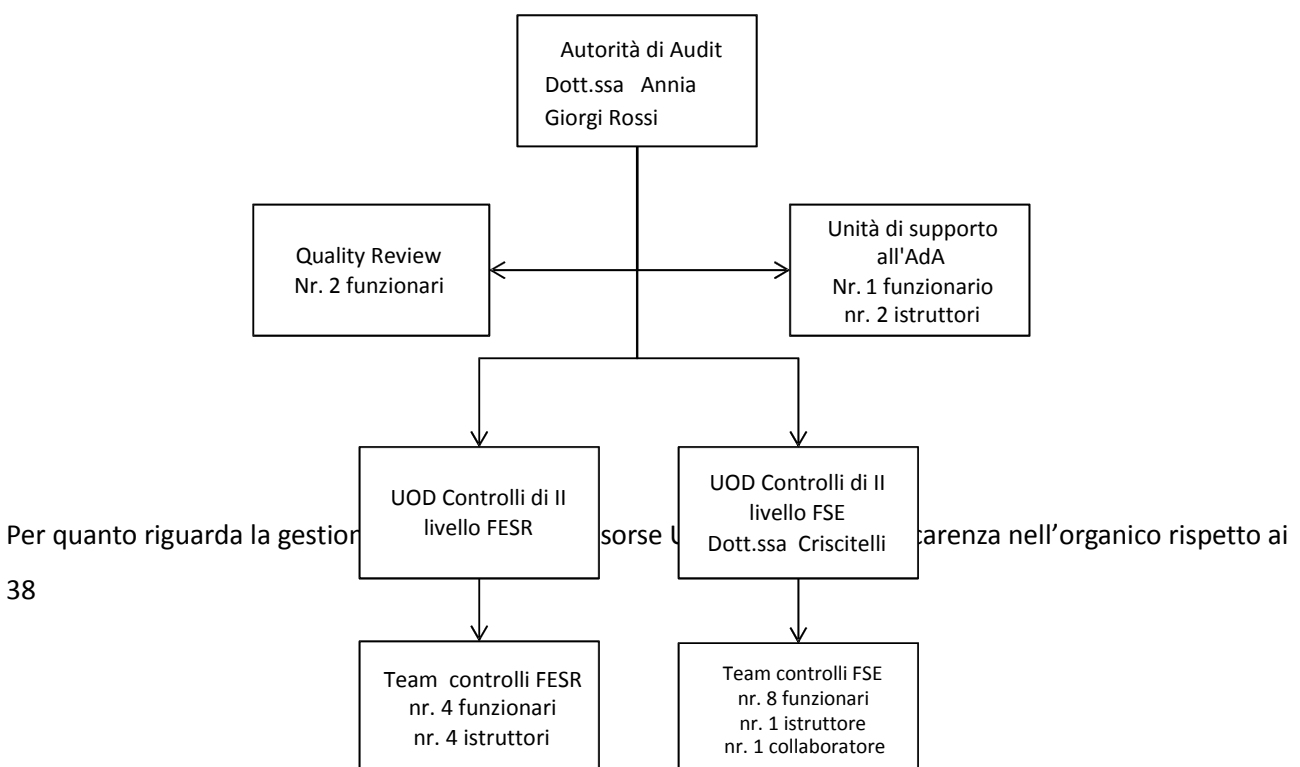 Autorità di Audit
Dott.ssa Annia
Giorgi Rossi
Quality Review
Nr. 2 funzionari
Unità di supporto
all'AdA
Nr. 1 funzionario
nr. 2 istruttori
UOD Controlli di II
livello FESR
UOD Controlli di II
livello FSE
Dott.ssa Criscitelli
Per quanto riguarda la gestion sorse carenza nell’organico rispetto ai
38
Team controlli FESR
nr. 4 funzionari
nr. 4 istruttori
Team controlli FSE
nr. 8 funzionari
nr. 1 istruttore
nr. 1 collaboratore